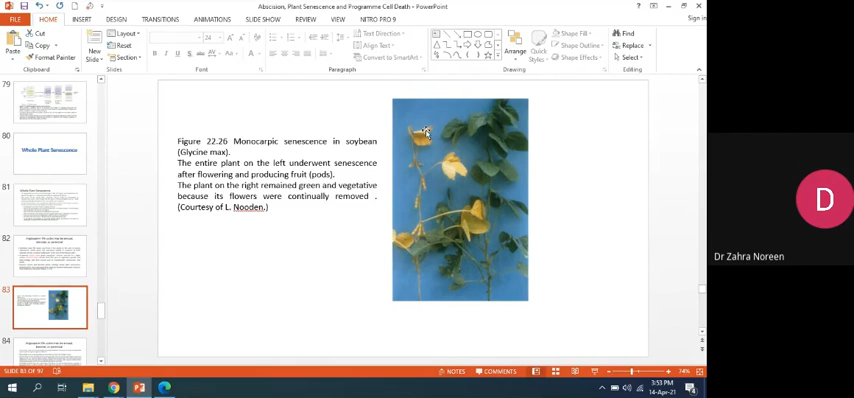 Abscission, Plant Senescence and Programme Cell Death - PowerPoint
Sign in
FILE HOME INSERT DESIGN TRANSITIONS ANIMATIONS SLIDE SHOW REVIEW VIEW NITRO PRO 9
Paste
Cut
Copy
Format Painter
Clipboard
New Slide
Layout
Reset
Section
Slides
24
Font
Text Direction
Align Text
Convert to SmartArt
Paragraph
Arrange
Quick Styles
Shape Fill
Shape Outline
Shape Effects
Drawing
Find
Replace
Select
Editing
79
80
Whole Plant Senescence
81
Whole Plant Senescence
82
83
84
Figure 22.26 Monocarpic senescence in soybean
(Glycine max).
The entire plant on the left underwent senescence
after flowering and producing fruit (pods).
The plant on the right remained green and vegetative
because its flowers were continually removed .
(Courtesy of L. Nooden.)
D
Dr Zahra Noreen
SLIDE 83 OF 97
NOTES
COMMENTS
74%
3:53 PM
14-Apr-21